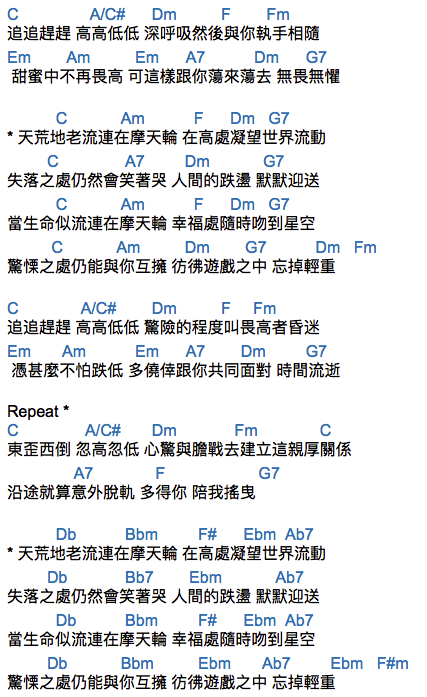 C A/C# Dm F Fm
追追趕趕 高高低低 深呼吸然後與你執手相隨
Em Am Em A7 Dm G7
甜蜜中不再畏高 可這樣跟你蕩來蕩去 無畏無懼
C Am F Dm G7
* 天荒地老流連在摩天輪 在高處凝望世界流動
C A7 Dm G7
失落之處仍然會笑著哭 人間的跌盪 默默迎送
C Am F Dm G7
當生命似流連在摩天輪 幸福處隨時吻到星空
C Am Dm G7 Dm Fm
驚慄之處仍能與你互擁 彷彿遊戲之中 忘掉輕重
C A/C# Dm F Fm
追追趕趕 高高低低 驚險的程度叫畏高者昏迷
Em Am Em A7 Dm G7
憑甚麼不怕跌低 多僥倖跟你共同面對 時間流逝
Repeat *
C A/C# Dm Fm C
東歪西倒 忽高忽低 心驚與膽戰去建立這親厚關係
A7 F G7
沿途就算意外脫軌 多得你 陪我搖曳
Db Bbm F# Ebm Ab7
* 天荒地老流連在摩天輪 在高處凝望世界流動
Db Bb7 Ebm Ab7
失落之處仍然會笑著哭 人間的跌盪 默默迎送
Db Bbm F# Ebm Ab7
當生命似流連在摩天輪 幸福處隨時吻到星空
Db Bbm Ebm Ab7 Ebm F#m
驚慄之處仍能與你互擁 彷彿遊戲之中 忘掉輕重